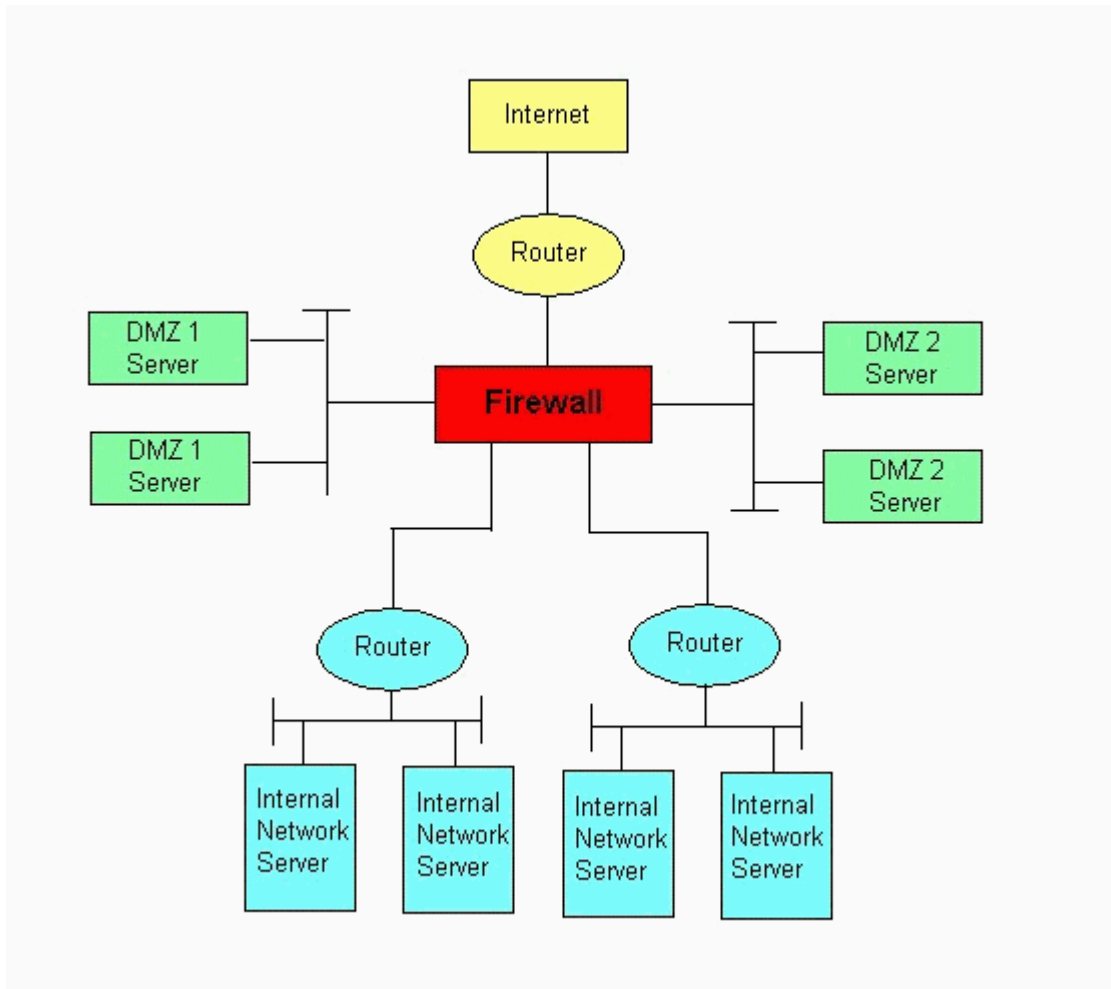 Internet
Router
DMZ 1
Server
DMZ 2
Server
Firewall
DMZ 1
Server
DMZ 2
Server
Router
Router
Internal
Network
Server
Internal
Network
Server
Internal
Network
Server
Internal
Network
Server